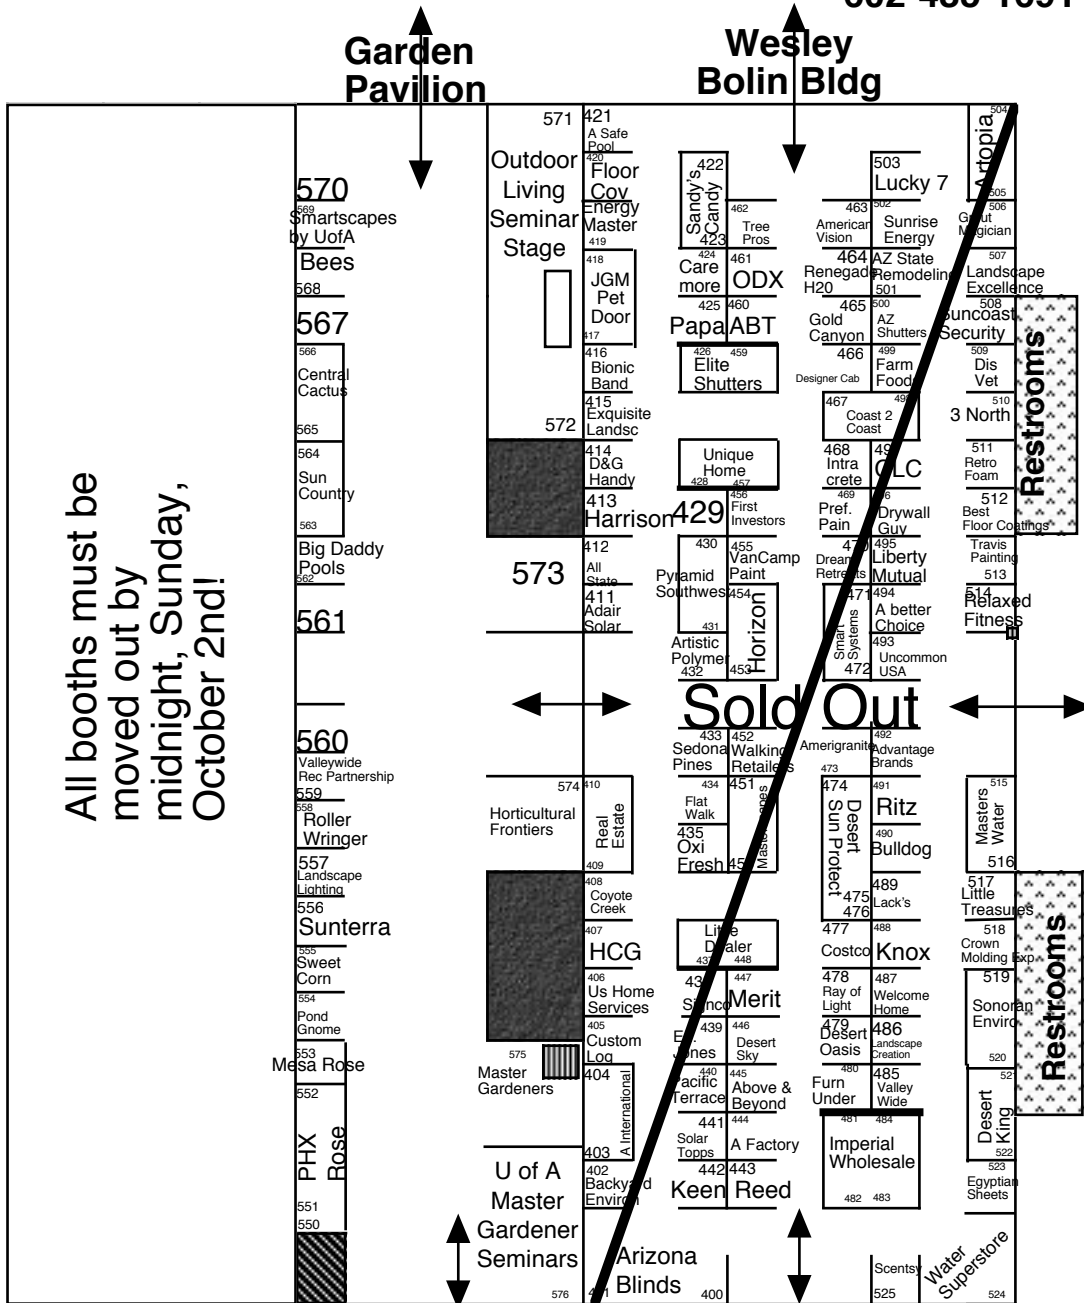 Garden
Pavilion
Wesley
Bolin Bldg
All booths must be
moved out by
midnight, Sunday,
October 2nd!
570
569
Smartscapes
by UofA
Bees
568
567
566
Central
Cactus
565
564
Sun
Country
563
Big Daddy
Pools
562
561
560
Valleywide
Rec Partnership
559
558
Roller
Wringer
557
Landscape
Lighting
556
Sunterra
555
Sweet
Corn
554
Pond
Gnome
553
Mesa Rose
552
PHX
Rose
551
550
571
Outdoor
Living
Seminar
Stage
572
573
574
Horticultural
Frontiers
575
Master
Gardeners
U of A
Master
Gardener
Seminars
576
421
A Safe
Pool
420
Floor
Cov
Energy
Master
419
418
JGM
Pet
Door
417
416
Bionic
Band
415
Exquisite
Landsc
414
D&G
Handy
413
Harrison
412
All
State
411
Adair
Solar
410
Real
Estate
409
408
Coyote
Creek
407
HCG
406
Us Home
Services
405
Custom
Log
404
A International
403
402
Backyard
Environ
Arizona
Blinds
400
422
Sandy's
Candy
423
424
Care
more
425
Papa
426
459
Elite
Shutters
Unique
Home
428
457
429
430
Pyramid
Southwest
431
Artistic
Polymer
432
462
Tree
Pros
461
ODX
460
ABT
456
First
Investors
455
VanCamp
Paint
454
Horizon
453
Sold Out
433
Sedona
Pines
434
Flat
Walk
435
Oxi
Fresh
452
Walking
Retailers
451
448
447
Merit
439
446
Desert
Sky
440
Pacific
Terrace
445
Above &
Beyond
441
Solar
Topps
444
A Factory
442
Keen
443
Reed
463
American
Vision
464
Renegade
H20
465
Gold
Canyon
466
Designer Cab
467
Coast 2
Coast
468
Intra
crete
469
Pref.
Pain
Dream
Retreats
471
Smart
Systems
472
Amerigranite
473
474
Desert
Sun Protect
475
476
477
Costco
478
Ray of
Light
479
Desert
Oasis
480
Furn
Under
481
484
Imperial
Wholesale
482
483
503
Lucky 7
502
Sunrise
Energy
AZ State
Remodeling
501
500
AZ
Shutters
499
Farm
Food
Drywall
Guy
495
Liberty
Mutual
494
A better
Choice
493
Uncommon
USA
492
Advantage
Brands
491
Ritz
490
Bulldog
489
Lack's
488
Knox
487
Welcome
Home
486
Landscape
Creation
485
Valley
Wide
Scentsy
525
504
Artopia
505
506
507
Landscape
Excellence
508
Suncoast
Security
509
Dis
Vet
510
3 North
511
Retro
Foam
512
Best
Floor Coatings
Travis
Painting
513
514
Relaxed
Fitness
515
Masters
Water
516
517
Little
Treasures
518
Crown
Molding Exp
519
Sonoran
Enviro
520
Desert
King
522
523
Egyptian
Sheets
Water
Superstore
524
Restrooms
Restrooms